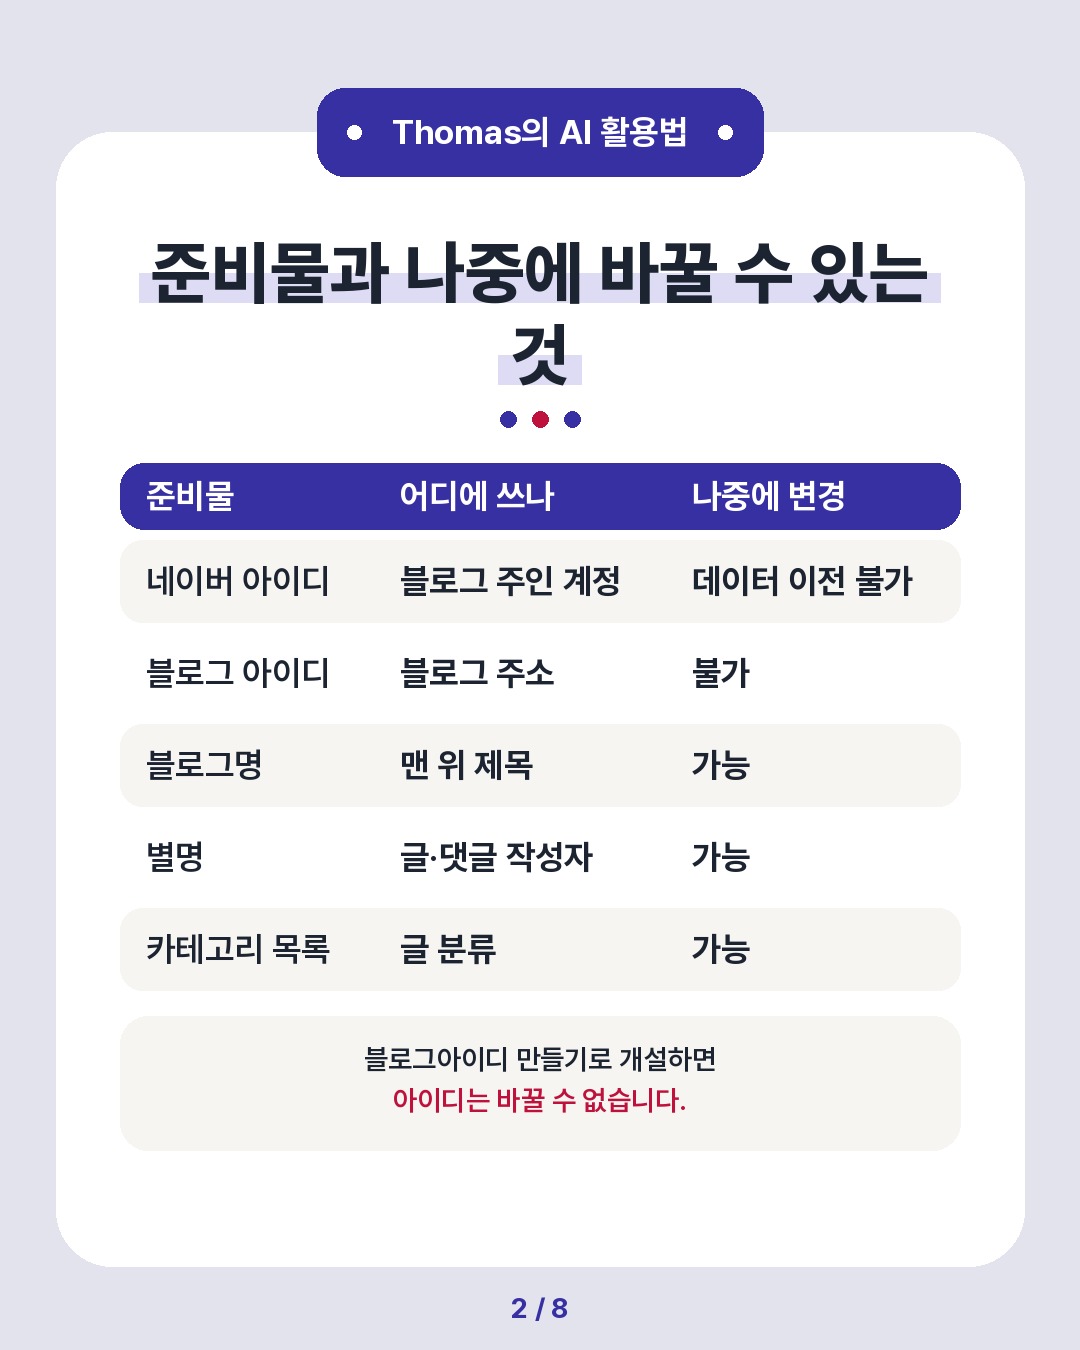 Thomas의 AI 활용법
준비물과 나중에 바꿀 수 있는
것
준비물 어디에 쓰나 나중에 변경
네이버 아이디 블로그 주인 계정 데이터 이전 불가
블로그 아이디 블로그 주소 불가
블로그명 맨 위 제목 가능
별명 글·댓글 작성자 가능
카테고리 목록 글 분류 가능
블로그아이디 만들기로 개설하면
아이디는 바꿀 수 없습니다.
2 / 8